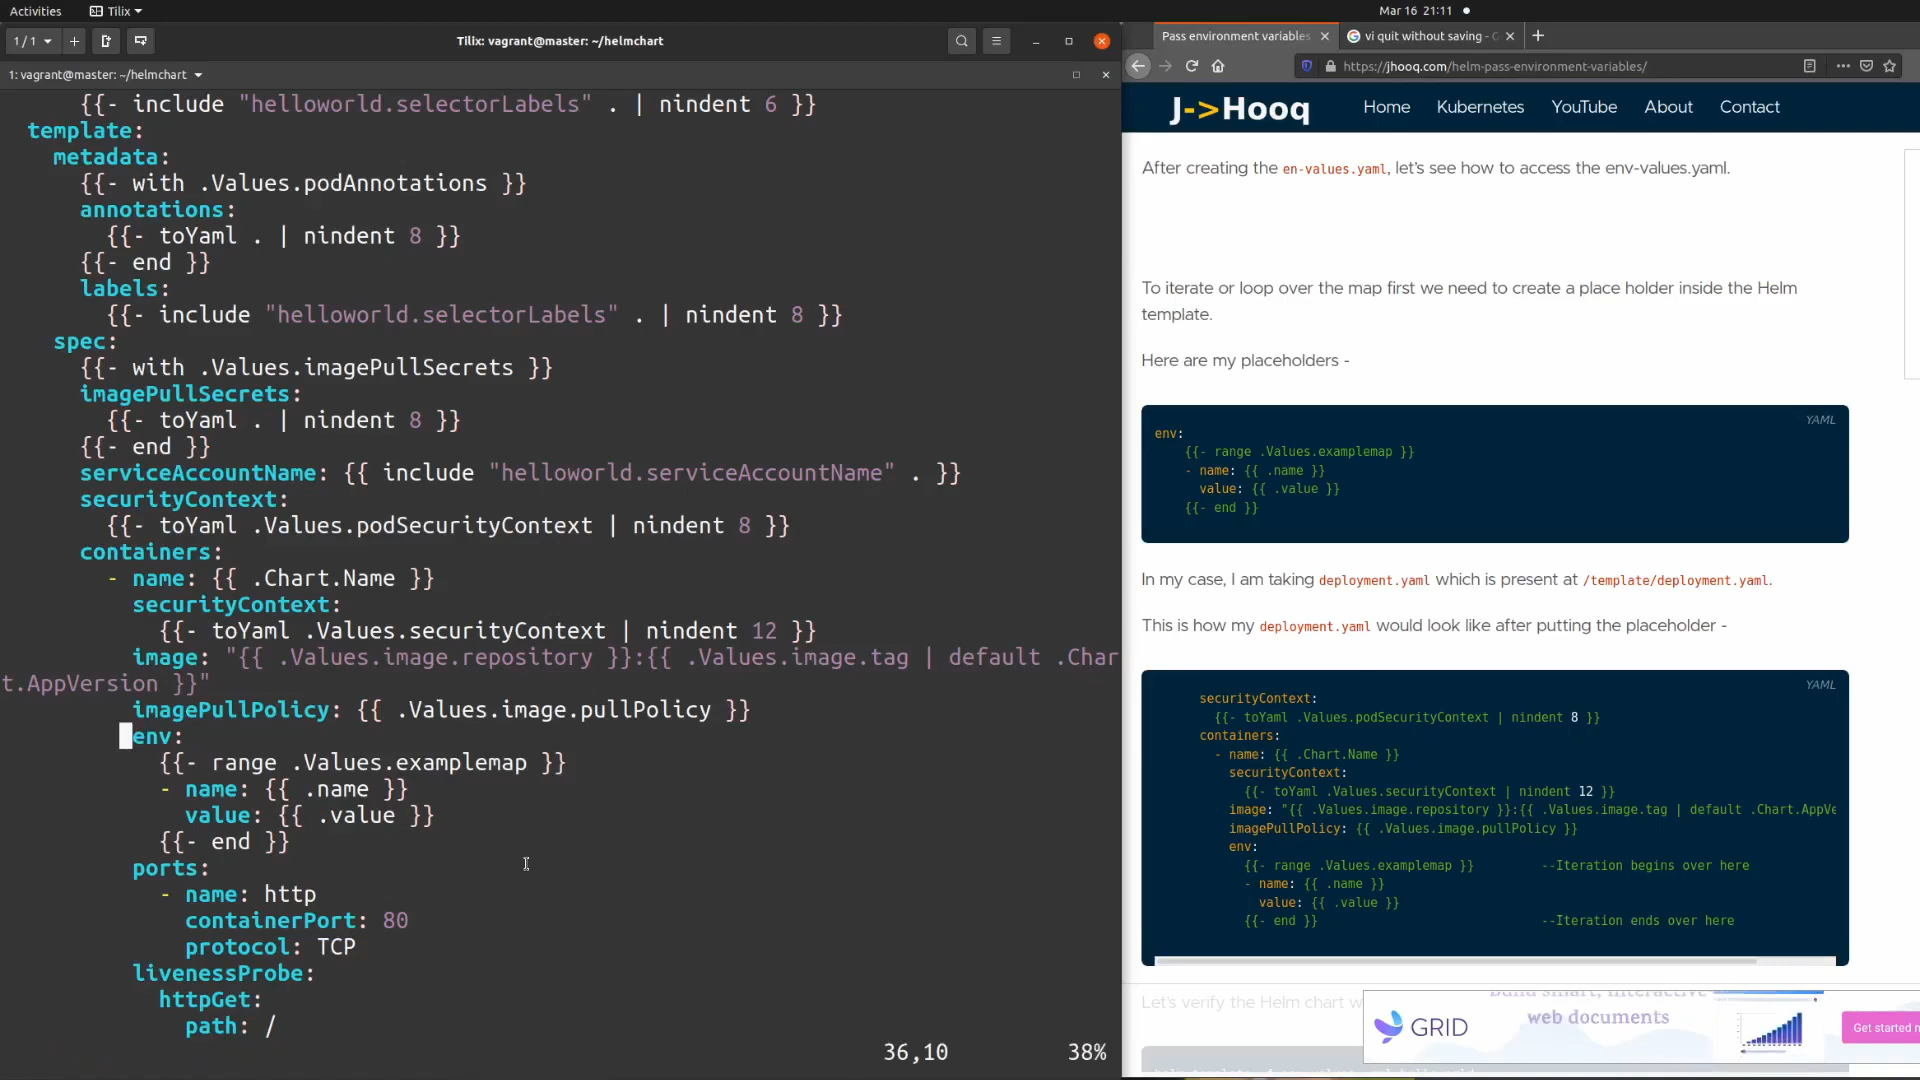 Activities
Tilix
Mar 16 21:11
1 / 1
Tilix: vagrant@master: ~/helmchart
1: vagrant@master: ~/helmchart
{{- include "helloworld.selectorLabels" . | nindent 6 }}
template:
metadata:
{{- with .Values.podAnnotations }}
annotations:
{{- toYaml . | nindent 8 }}
{{- end }}
labels:
{{- include "helloworld.selectorLabels" . | nindent 8 }}
spec:
{{- with .Values.imagePullSecrets }}
imagePullSecrets:
{{- toYaml . | nindent 8 }}
{{- end }}
serviceAccountName: {{ include "helloworld.serviceAccountName" . }}
securityContext:
{{- toYaml .Values.podSecurityContext | nindent 8 }}
containers:
- name: {{ .Chart.Name }}
securityContext:
{{- toYaml .Values.securityContext | nindent 12 }}
image: "{{ .Values.image.repository }}:{{ .Values.image.tag | default .Char
t.AppVersion }}"
imagePullPolicy: {{ .Values.image.pullPolicy }}
env:
{{- range .Values.examplemap }}
- name: {{ .name }}
value: {{ .value }}
{{- end }}
ports:
- name: http
containerPort: 80
protocol: TCP
livenessProbe:
httpGet:
path: /
36,10 38%
Pass environment variables
vi quit without saving -
https://jhooq.com/helm-pass-environment-variables/
J->Hooq
Home Kubernetes YouTube About Contact
After creating the en-values.yaml, let's see how to access the env-values.yaml.
To iterate or loop over the map first we need to create a place holder inside the Helm
template.
Here are my placeholders -
YAML
env:
{{- range .Values.examplemap }}
- name: {{ .name }}
value: {{ .value }}
{{- end }}
In my case, I am taking deployment.yaml which is present at /template/deployment.yaml.
This is how my deployment.yaml would look like after putting the placeholder -
YAML
securityContext:
{{- toYaml .Values.podSecurityContext | nindent 8 }}
containers:
- name: {{ .Chart.Name }}
securityContext:
{{- toYaml .Values.securityContext | nindent 12 }}
image: "{{ .Values.image.repository }}:{{ .Values.image.tag | default .Chart.AppVe
imagePullPolicy: {{ .Values.image.pullPolicy }}
env:
{{- range .Values.examplemap }} --Iteration begins over here
- name: {{ .name }}
value: {{ .value }}
{{- end }} --Iteration ends over here
Let's verify the Helm chart w
GRID
web documents
Get started